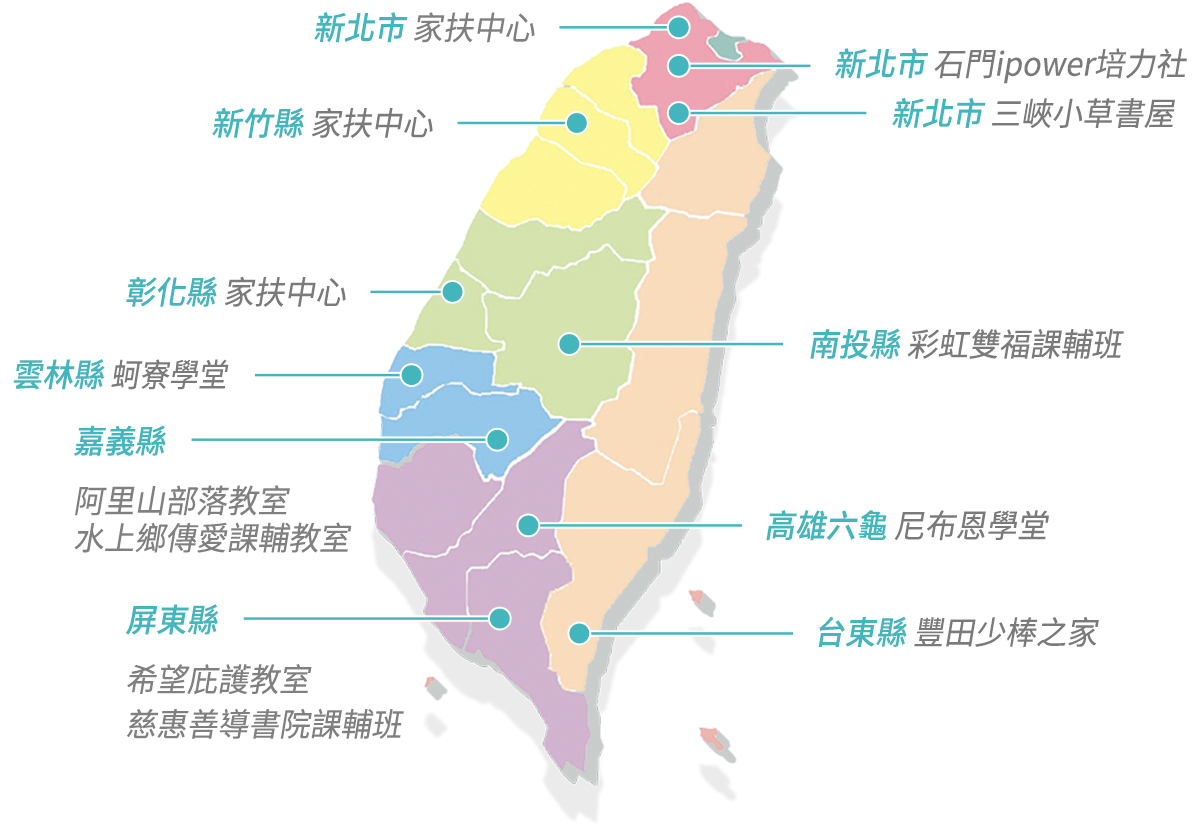 新北市 家扶中心
新北市 石門ipower培力社
新北市 三峽小草書屋
新竹縣 家扶中心
彰化縣 家扶中心
南投縣 彩虹雙福課輔班
雲林縣 蚵寮學堂
嘉義縣
阿里山部落教室
水上鄉傳愛課輔教室
高雄六龜 尼布恩學堂
屏東縣
希望庇護教室
慈惠善導書院課輔班
台東縣 豐田少棒之家